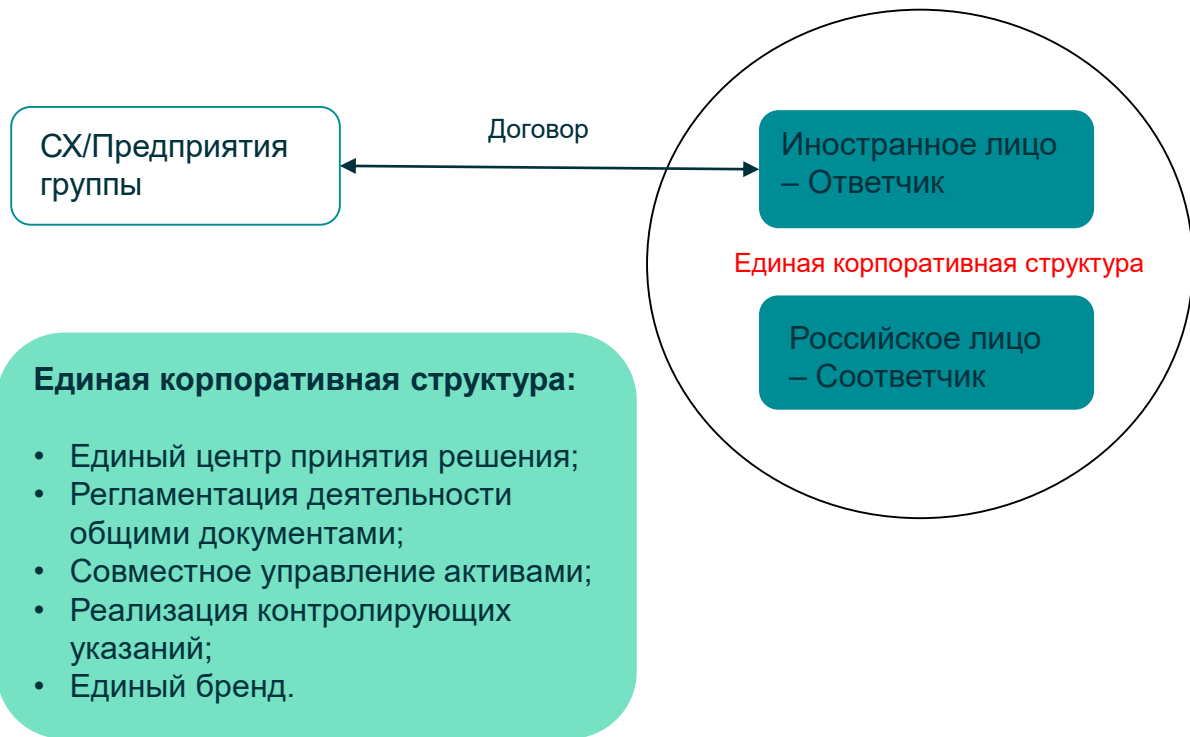 СХ/Предприятия
группы
Договор
Иностранное лицо
– Ответчик
Единая корпоративная структура
Российское лицо
– Соответчик
Единая корпоративная структура:
• Единый центр принятия решения;
• Регламентация деятельности
общими документами;
• Совместное управление активами;
• Реализация контролирующих
указаний;
• Единый бренд.